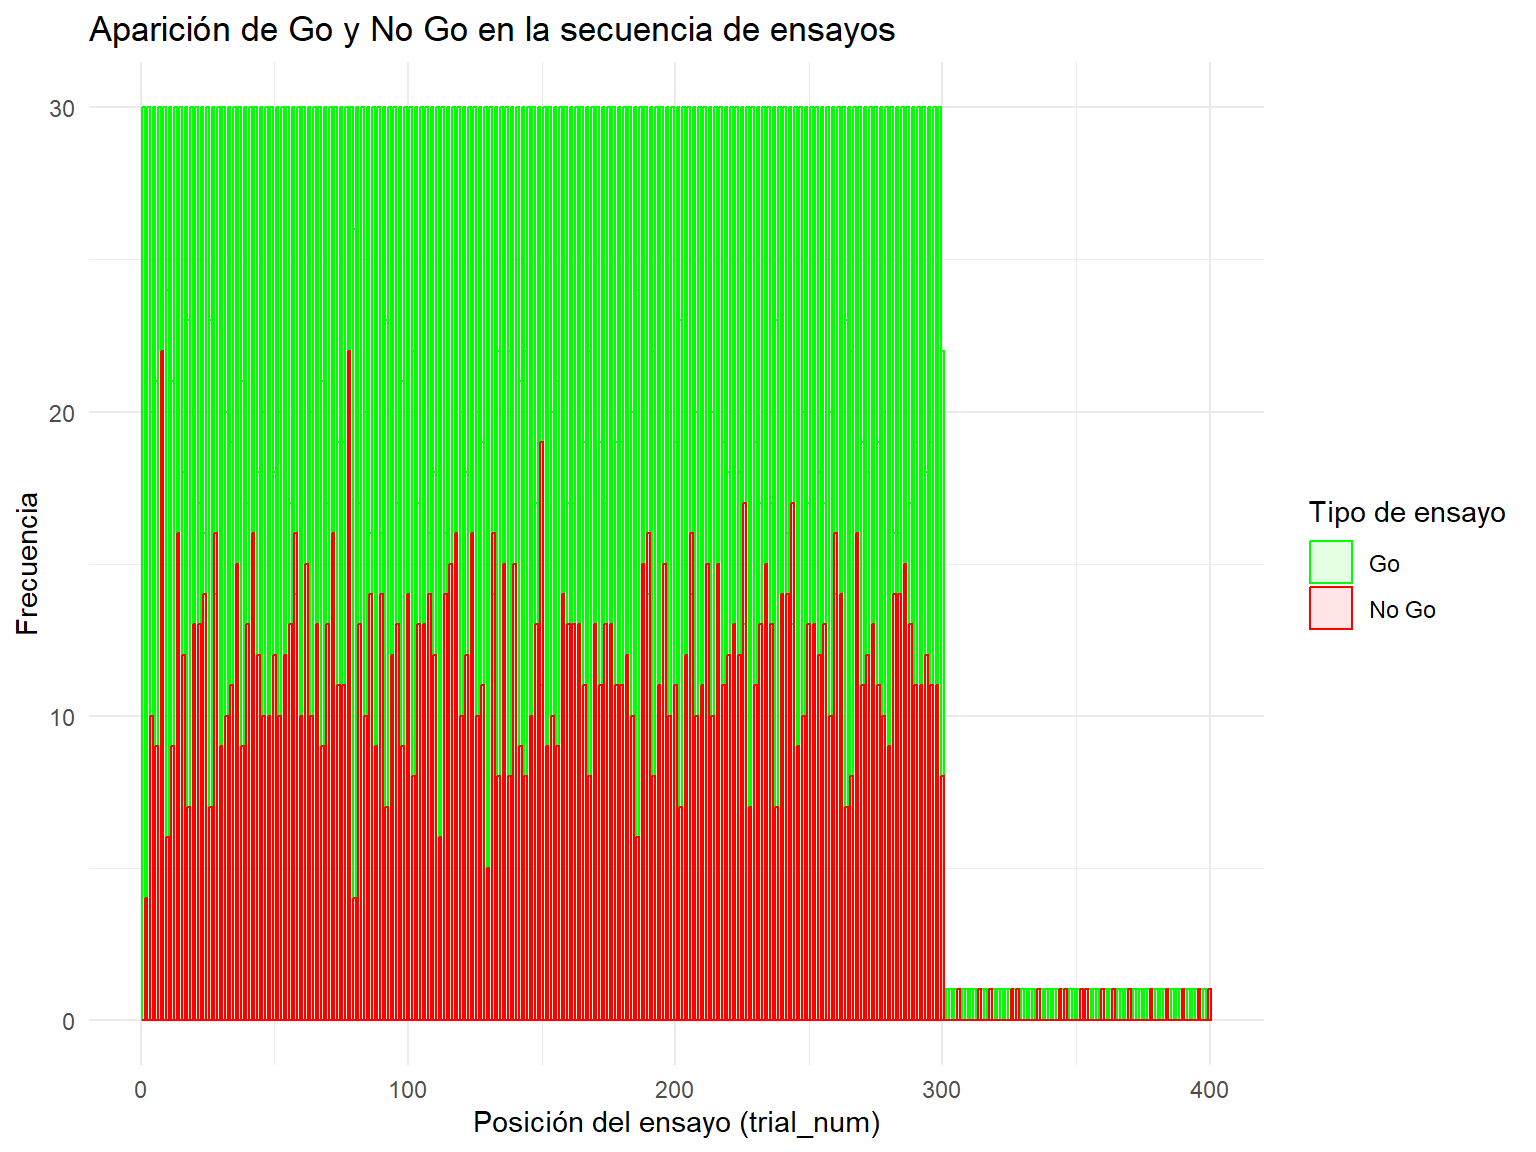 Aparición de Go y No Go en la secuencia de ensayos
30
20
10
0
Frecuencia
0 100 200 300 400
Posición del ensayo (trial_num)
Tipo de ensayo
Go
No Go